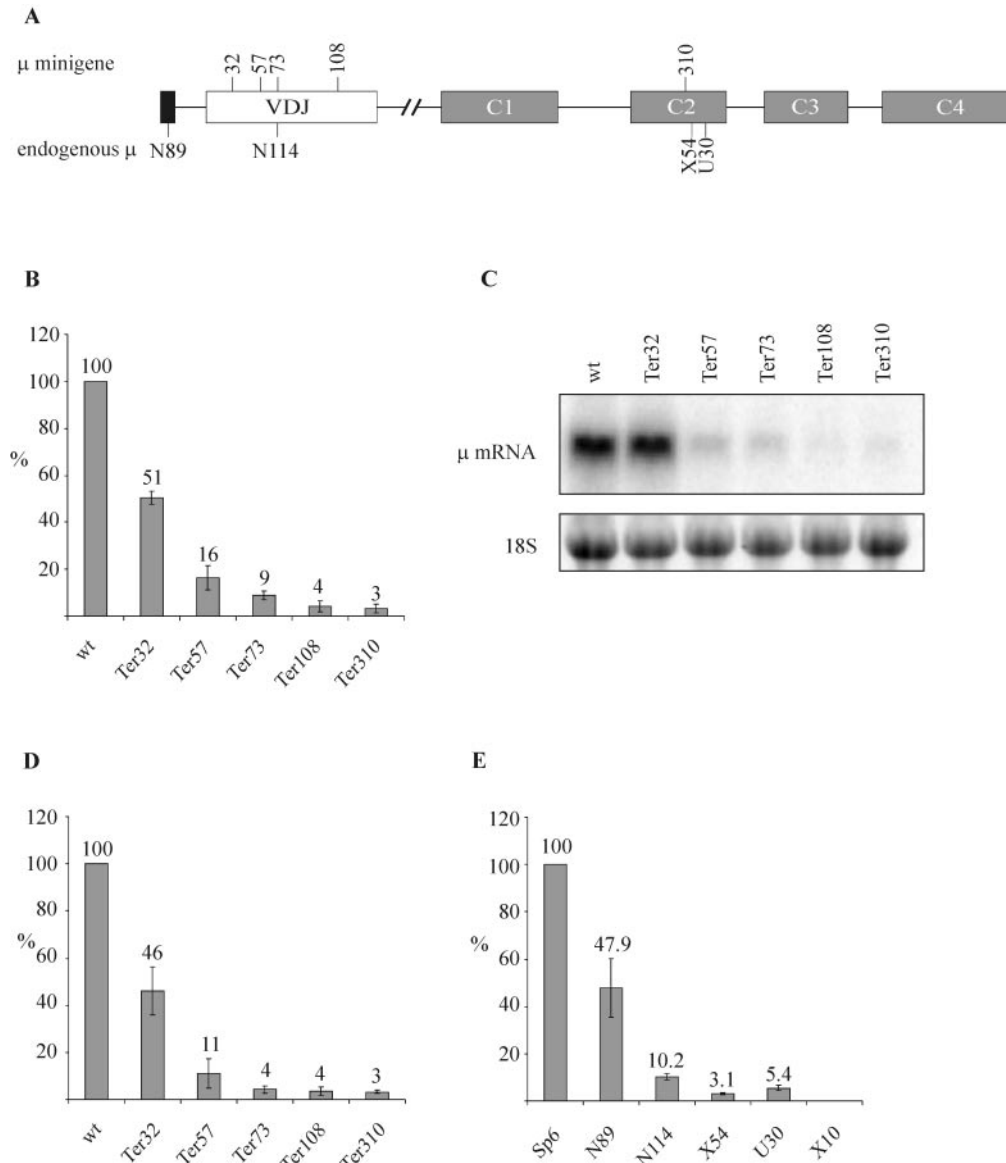 A
μ minigene
32
57
73
108
310
VDJ
C1
C2
C3
C4
endogenous μ
N89
N114
X54
U30
B
120
100
80
60
40
20
%
100
51
16
9
4
3
wt
Ter32
Ter57
Ter73
Ter108
Ter310
C
wt
Ter32
Ter57
Ter73
Ter108
Ter310
μ mRNA
18S
D
120
100
80
60
40
20
%
100
46
11
4
4
3
wt
Ter32
Ter57
Ter73
Ter108
Ter310
E
120
100
80
60
40
20
%
100
47.9
10.2
3.1
5.4
Sp6
N89
N114
X54
U30
X10